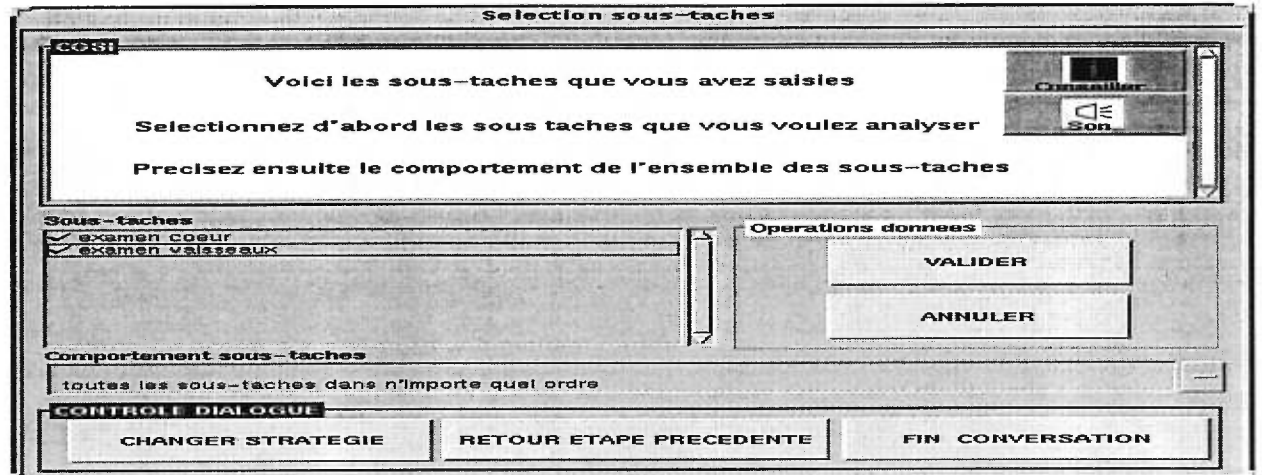 Selection sous-taches
COSI
Voici les sous-taches que vous avez saisies
Conseiller
Selectionnez d'abord les sous taches que vous voulez analyser
Son
Precisez ensuite le comportement de l'ensemble des sous-taches
Sous-taches
examen coeur
examen vaisseaux
Operations donnees
VALIDER
ANNULER
Comportement sous-taches
toutes les sous-taches dans n'importe quel ordre
CONTROLE DIALOGUE
CHANGER STRATEGIE
RETOUR ETAPE PRECEDENTE
FIN CONVERSATION